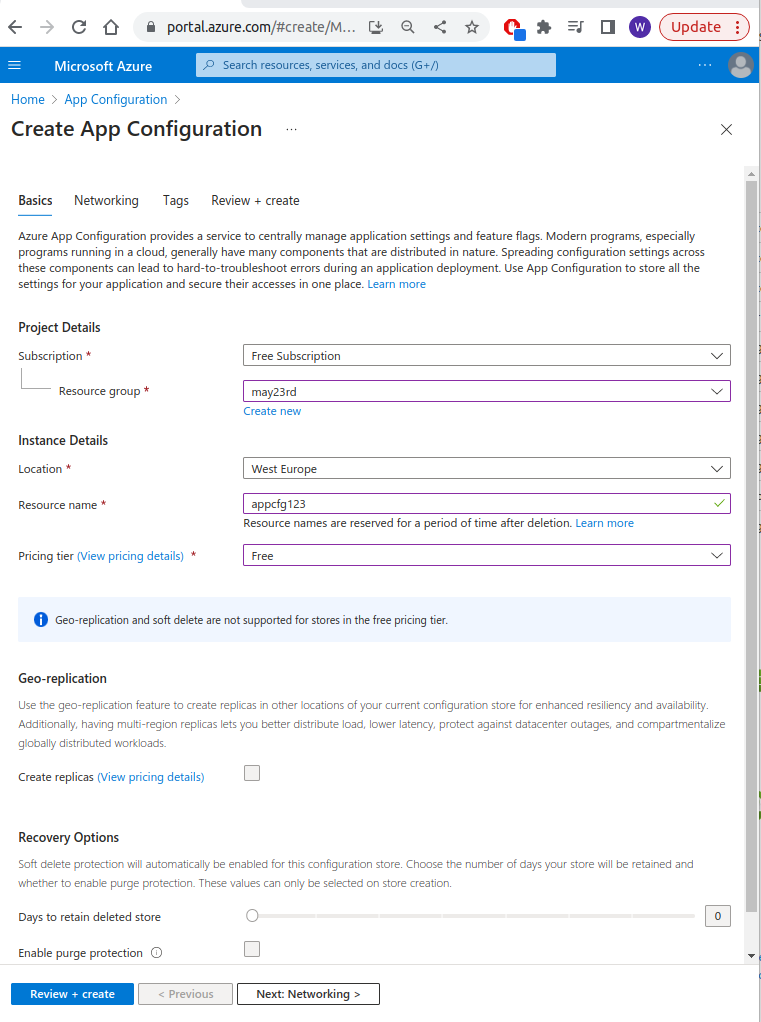 portal.azure.com/#create/M...
W
Update
Microsoft Azure
Search resources, services, and docs (G+/)
...
Home > App Configuration >
Create App Configuration ...
Basics Networking Tags Review + create
Azure App Configuration provides a service to centrally manage application settings and feature flags. Modern programs, especially
programs running in a cloud, generally have many components that are distributed in nature. Spreading configuration settings across
these components can lead to hard-to-troubleshoot errors during an application deployment. Use App Configuration to store all the
settings for your application and secure their accesses in one place. Learn more
Project Details
Subscription * Free Subscription
Resource group * may23rd
Create new
Instance Details
Location * West Europe
Resource name * appcfg123
Resource names are reserved for a period of time after deletion. Learn more
Pricing tier (View pricing details) * Free
Geo-replication and soft delete are not supported for stores in the free pricing tier.
Geo-replication
Use the geo-replication feature to create replicas in other locations of your current configuration store for enhanced resiliency and availability.
Additionally, having multi-region replicas lets you better distribute load, lower latency, protect against datacenter outages, and compartmentalize
globally distributed workloads.
Create replicas (View pricing details)
Recovery Options
Soft delete protection will automatically be enabled for this configuration store. Choose the number of days your store will be retained and
whether to enable purge protection. These values can only be selected on store creation.
Days to retain deleted store 0
Enable purge protection
Review + create < Previous Next: Networking >